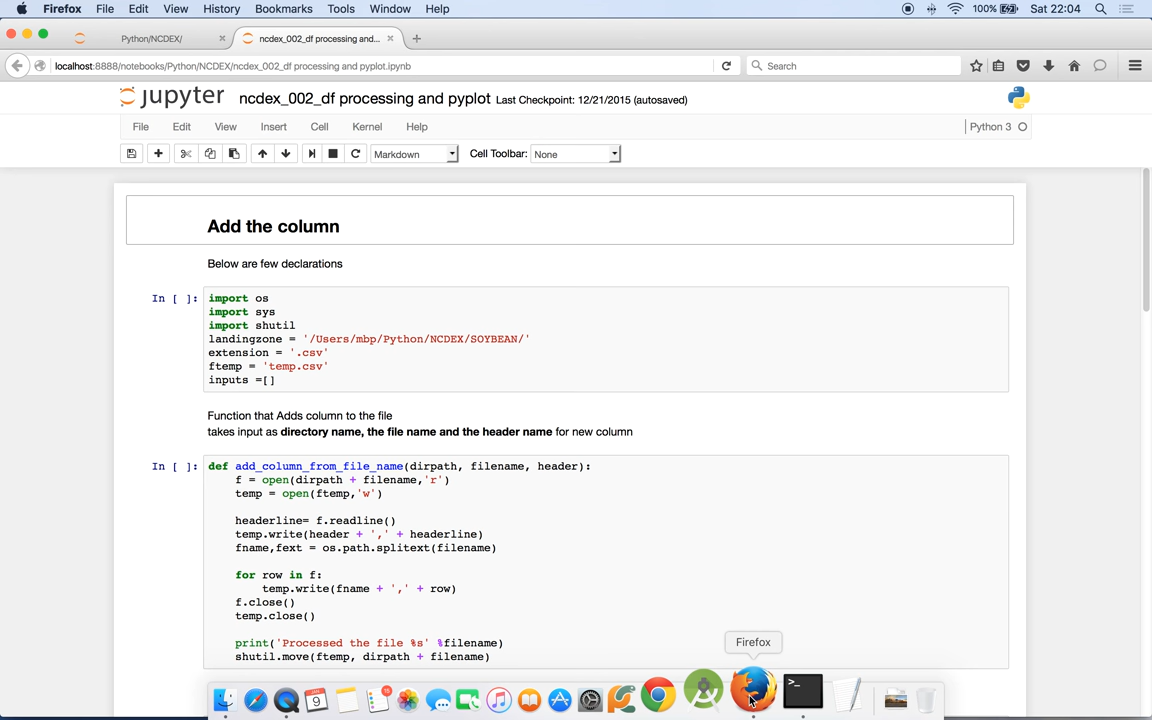 Firefox File Edit View History Bookmarks Tools Window Help 100% Sat 22:04
Python/NCDEX/ × ncdex_002_df processing and... × +
localhost:8888/notebooks/Python/NCDEX/ncdex_002_df processing and pyplot.ipynb Search
jupyter ncdex_002_df processing and pyplot Last Checkpoint: 12/21/2015 (autosaved)
File Edit View Insert Cell Kernel Help Python 3
Markdown Cell Toolbar: None
Add the column
Below are few declarations
In [ ]: import os
import sys
import shutil
landingzone = '/Users/mbp/Python/NCDEX/SOYBEAN/'
extension = '.csv'
ftemp = 'temp.csv'
inputs =[]
Function that Adds column to the file
takes input as directory name, the file name and the header name for new column
In [ ]: def add_column_from_file_name(dirpath, filename, header):
f = open(dirpath + filename,'r')
temp = open(ftemp,'w')
headerline= f.readline()
temp.write(header + ',' + headerline)
fname,fext = os.path.splitext(filename)
for row in f:
temp.write(fname + ',' + row)
f.close()
temp.close()
print('Processed the file %s' %filename)
shutil.move(ftemp, dirpath + filename)
Firefox